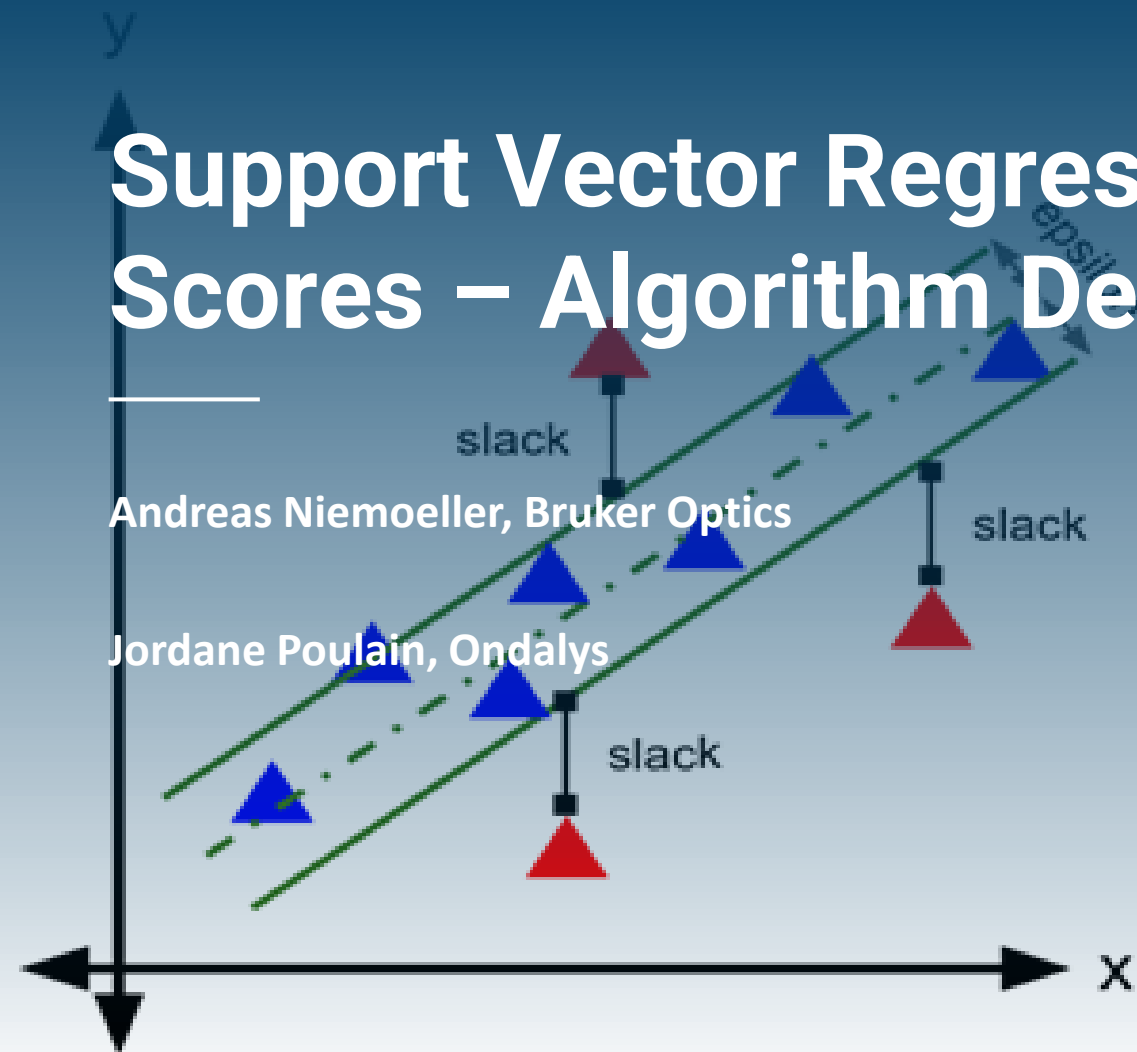 y
Support Vector Regres
Scores – Algorithm De
slack
Andreas Niemoeller, Bruker Optics
slack
Jordane Poulain, Ondalys
slack
x